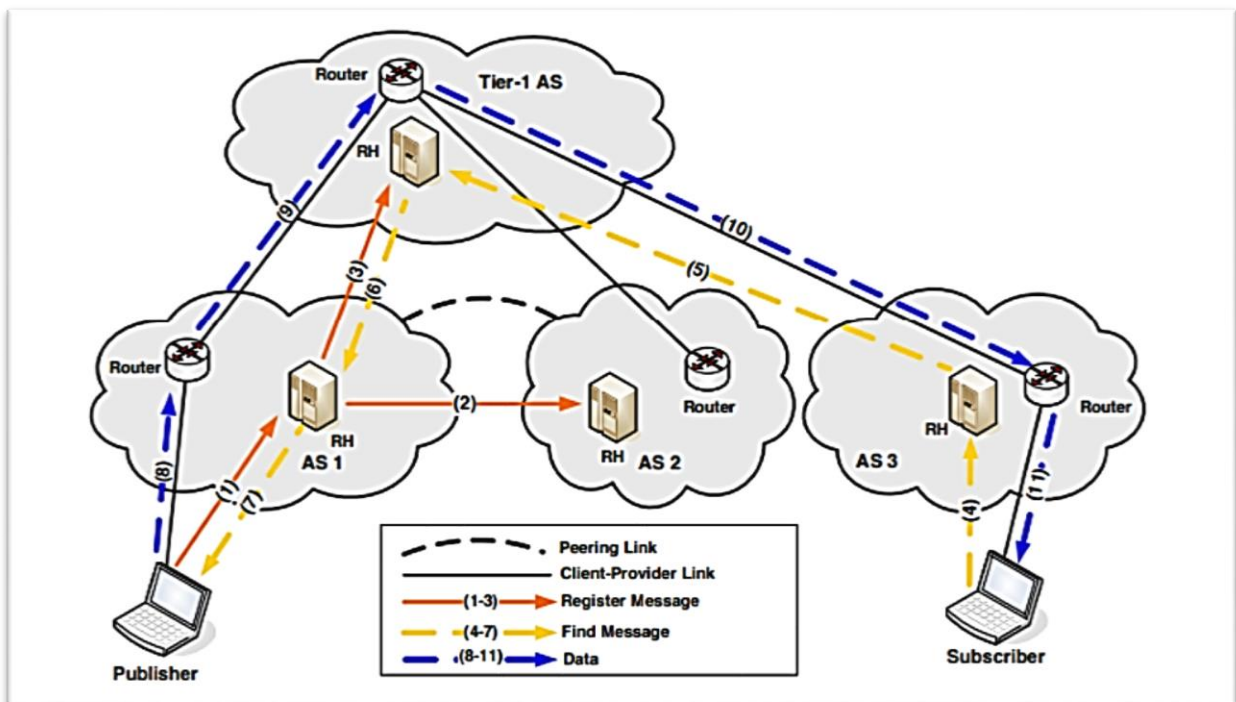 Router
Tier-1 AS
RH
(9)
(10)
(3)
(5)
(6)
Router
(2)
Router
Router
RH
RH
AS 1
RH
AS 2
AS 3
(8)
(1)
(7)
(4)
(11)
Peering Link
Client-Provider Link
(1-3) Register Message
(4-7) Find Message
(8-11) Data
Publisher
Subscriber